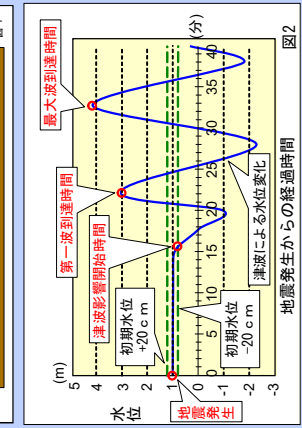 (m)
5
4
3
2
1
0
-1
-2
-3
水位
最大波到達時間
第一波到達時間
津波影響開始時間
初期水位
+20cm
地震発生
初期水位
-20cm
津波による水位変化
0
5
10
15
20
25
30
35
40
(分)
地震発生からの経過時間
図2